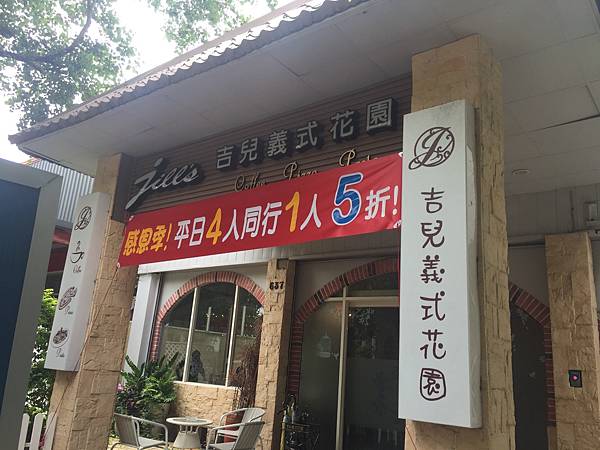 Jill's 吉兒義式花園
Coffee Pizza Pasta
感恩季!平日4人同行1人5折!
637
吉兒義式花園